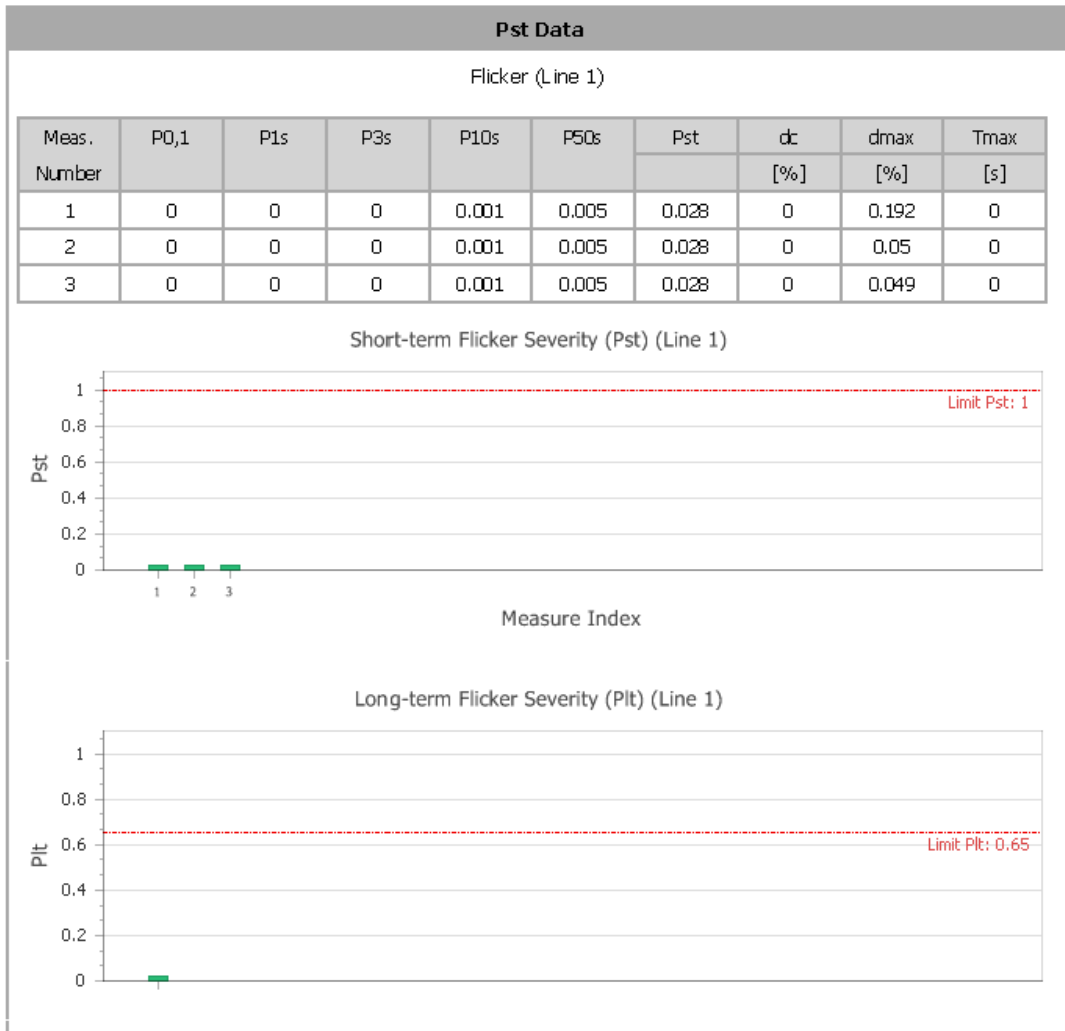 Pst Data
Flicker (Line 1)
Meas. Number P0,1 P1s P3s P10s P50s Pst dc [%] dmax [%] Tmax [s]
1 0 0 0 0.001 0.005 0.028 0 0.192 0
2 0 0 0 0.001 0.005 0.028 0 0.05 0
3 0 0 0 0.001 0.005 0.028 0 0.049 0
Short-term Flicker Severity (Pst) (Line 1)
1
Limit Pst: 1
0.8
0.6
Pst
0.4
0.2
0
1 2 3
Measure Index
Long-term Flicker Severity (Plt) (Line 1)
1
0.8
Limit Plt: 0.65
0.6
Plt
0.4
0.2
0